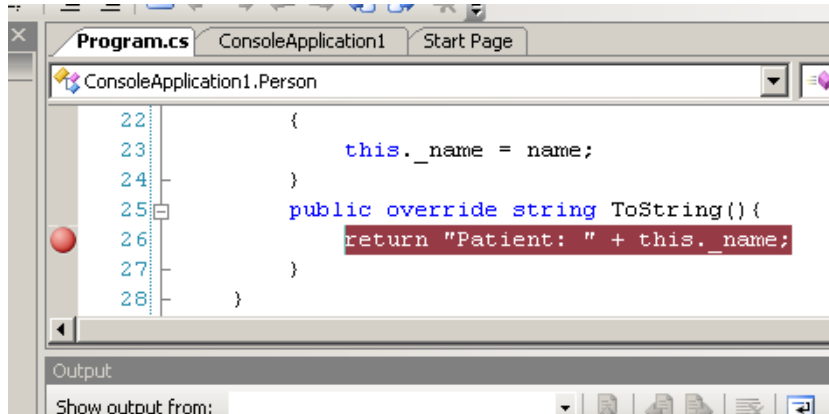 Program.cs ConsoleApplication1 Start Page
ConsoleApplication1.Person
22 {
23 this._name = name;
24 }
25 public override string ToString(){
26 return "Patient: " + this._name;
27 }
28 }
Output
Show output from: